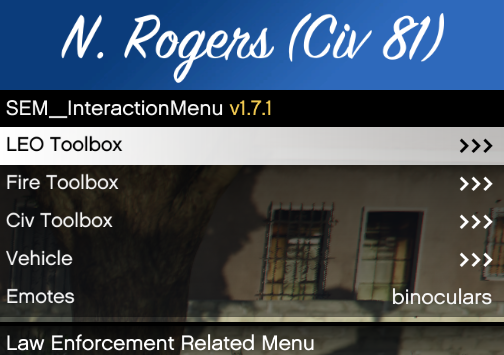 N. Rogers (Civ 81)
SEM_InteractionMenu v1.7.1
LEO Toolbox >>>
Fire Toolbox >>>
Civ Toolbox >>>
Vehicle >>>
Emotes binoculars
Law Enforcement Related Menu